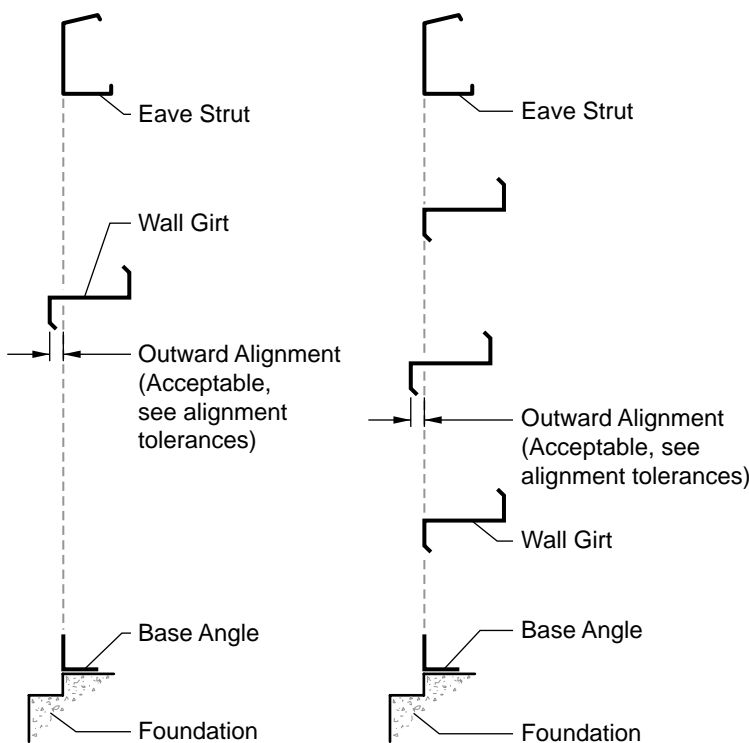 Eave Strut
Wall Girt
Outward Alignment
(Acceptable,
see alignment
tolerances)
Base Angle
Foundation
Eave Strut
Outward Alignment
(Acceptable, see
alignment tolerances)
Wall Girt
Base Angle
Foundation